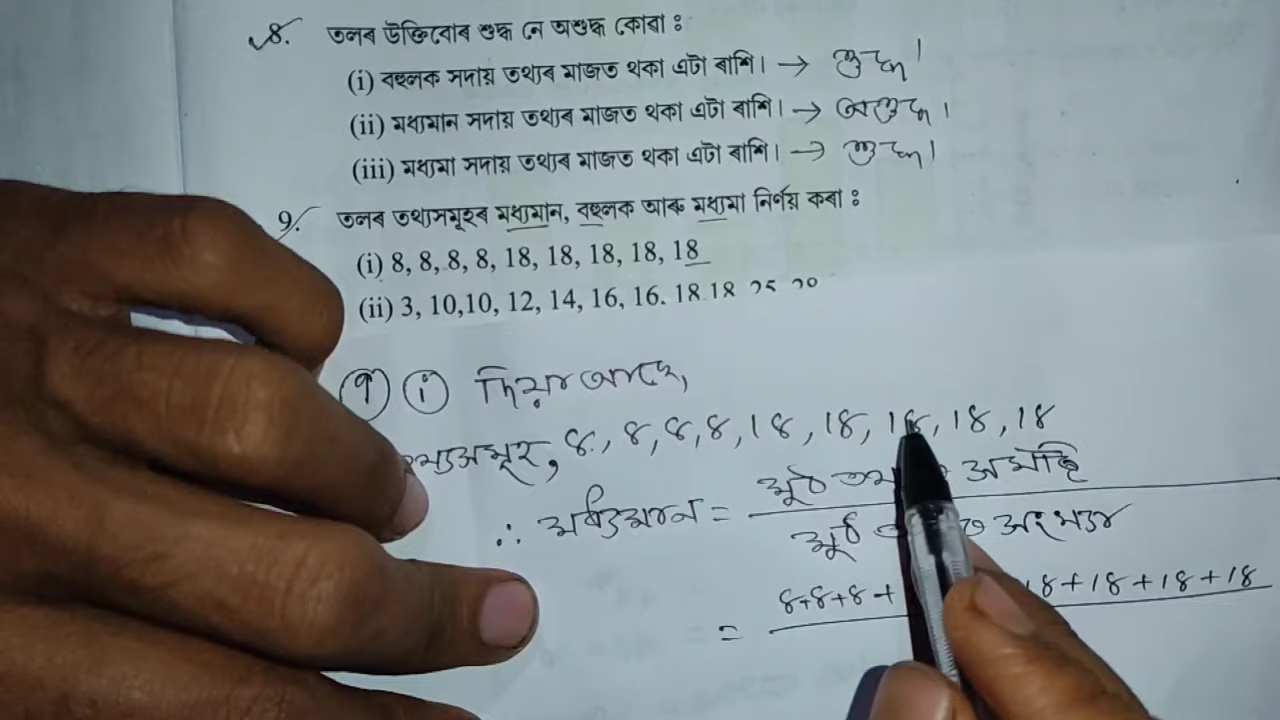 8. তলৰ উক্তিবোৰ শুদ্ধ নে অশুদ্ধ কোৱা :
(i) বহুলক সদায় তথ্যৰ মাজত থকা এটা ৰাশি। → শুদ্ধ।
(ii) মধ্যমান সদায় তথ্যৰ মাজত থকা এটা ৰাশি। → অশুদ্ধ।
(iii) মধ্যমা সদায় তথ্যৰ মাজত থকা এটা ৰাশি। → শুদ্ধ।
9. তলৰ তথ্যসমূহৰ মধ্যমান, বহুলক আৰু মধ্যমা নিৰ্ণয় কৰা :
(i) 8, 8, 8, 8, 18, 18, 18, 18, 18
(ii) 3, 10,10, 12, 14, 16, 16. 18 18
9 i দিয়া আছে,
8, 8, 8, 8, 18, 18, 18, 18, 18
∴ = মুঠ সমষ্টি
মুঠ সংখ্যা
= 8+8+8+ 18+18+18+18